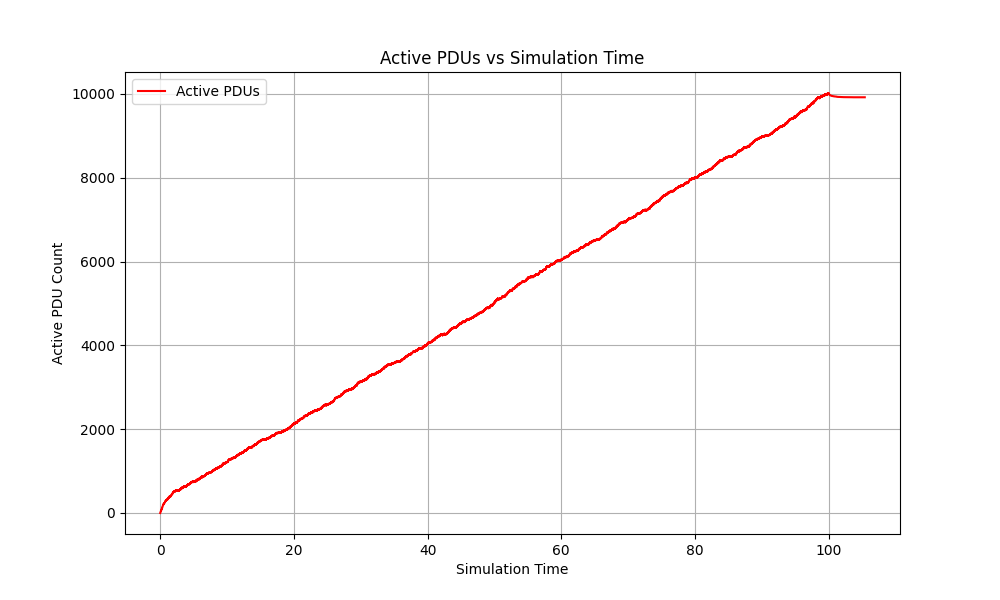 Active PDUs vs Simulation Time
Active PDUs
Active PDU Count
10000
8000
6000
4000
2000
0
0 20 40 60 80 100
Simulation Time